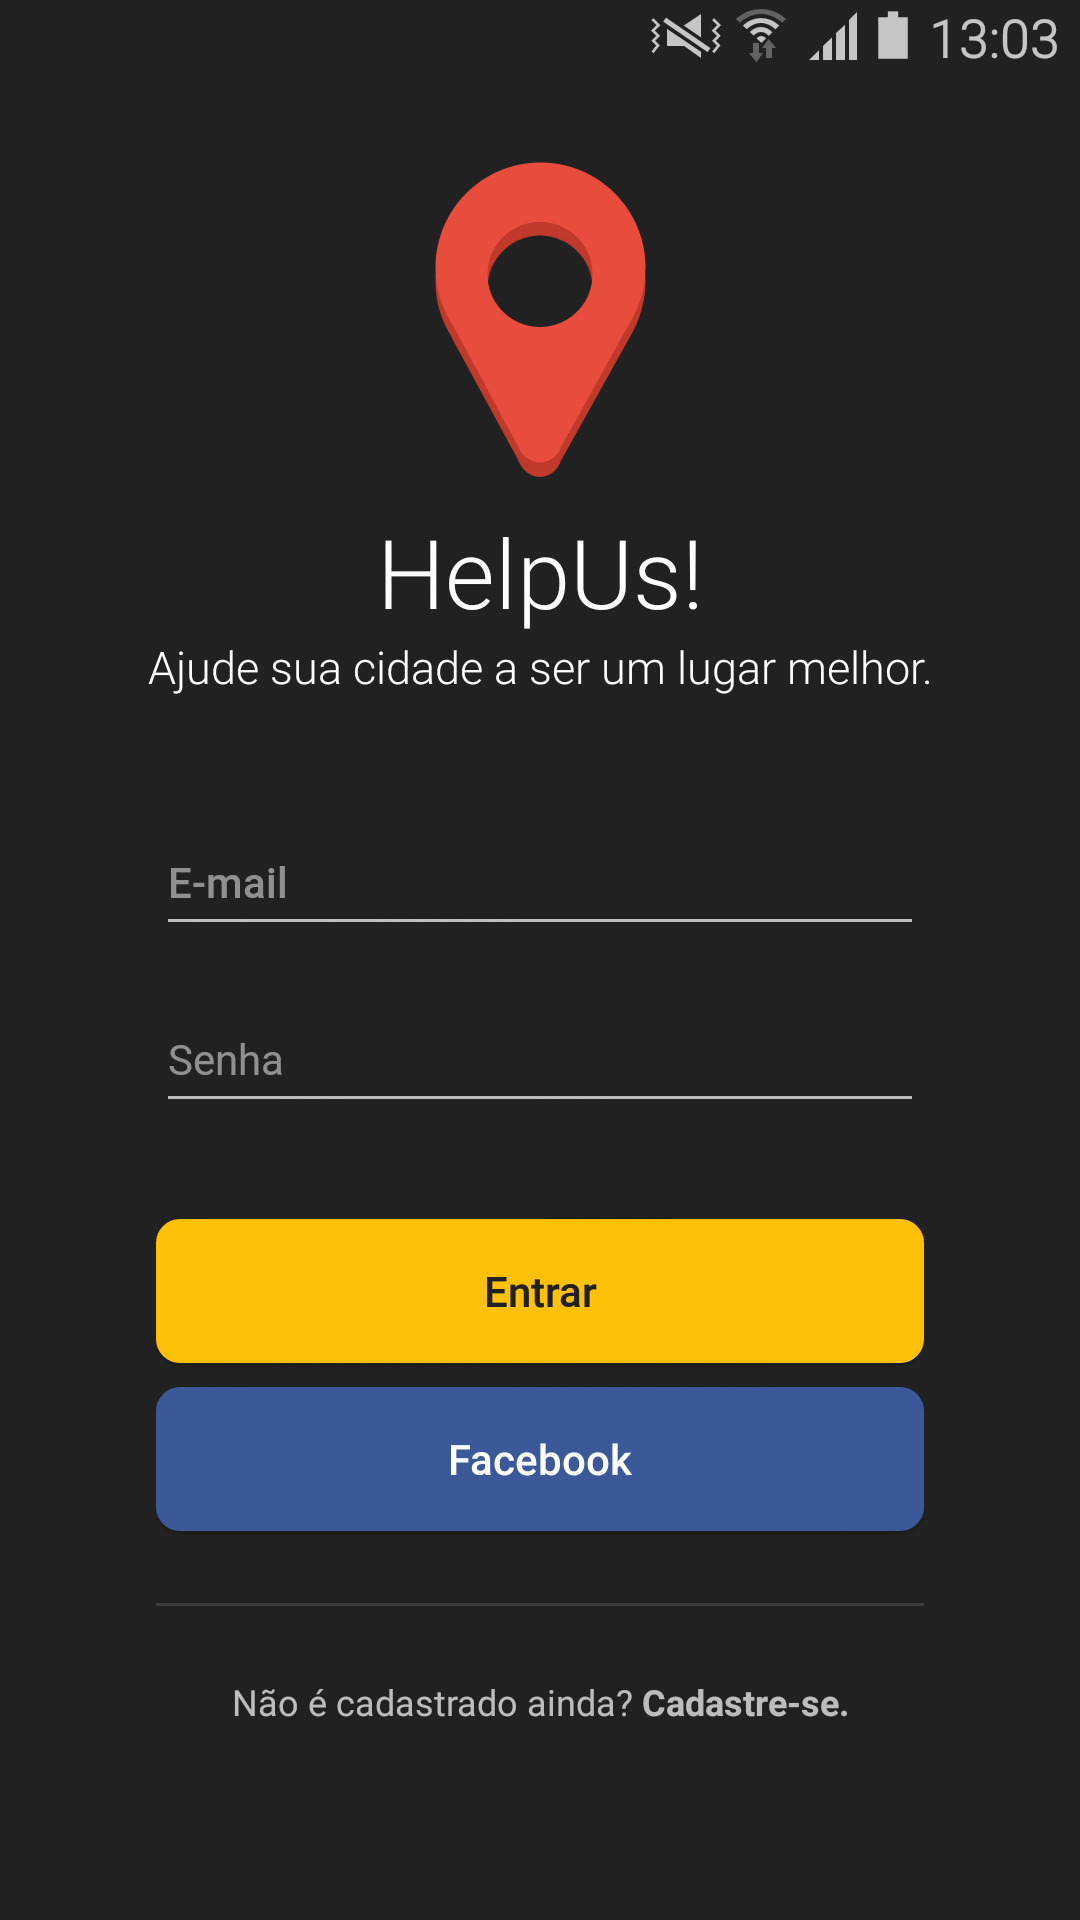 13:03
HelpUs!
Ajude sua cidade a ser um lugar melhor.
E-mail
Senha
Entrar
Facebook
Não é cadastrado ainda? Cadastre-se.